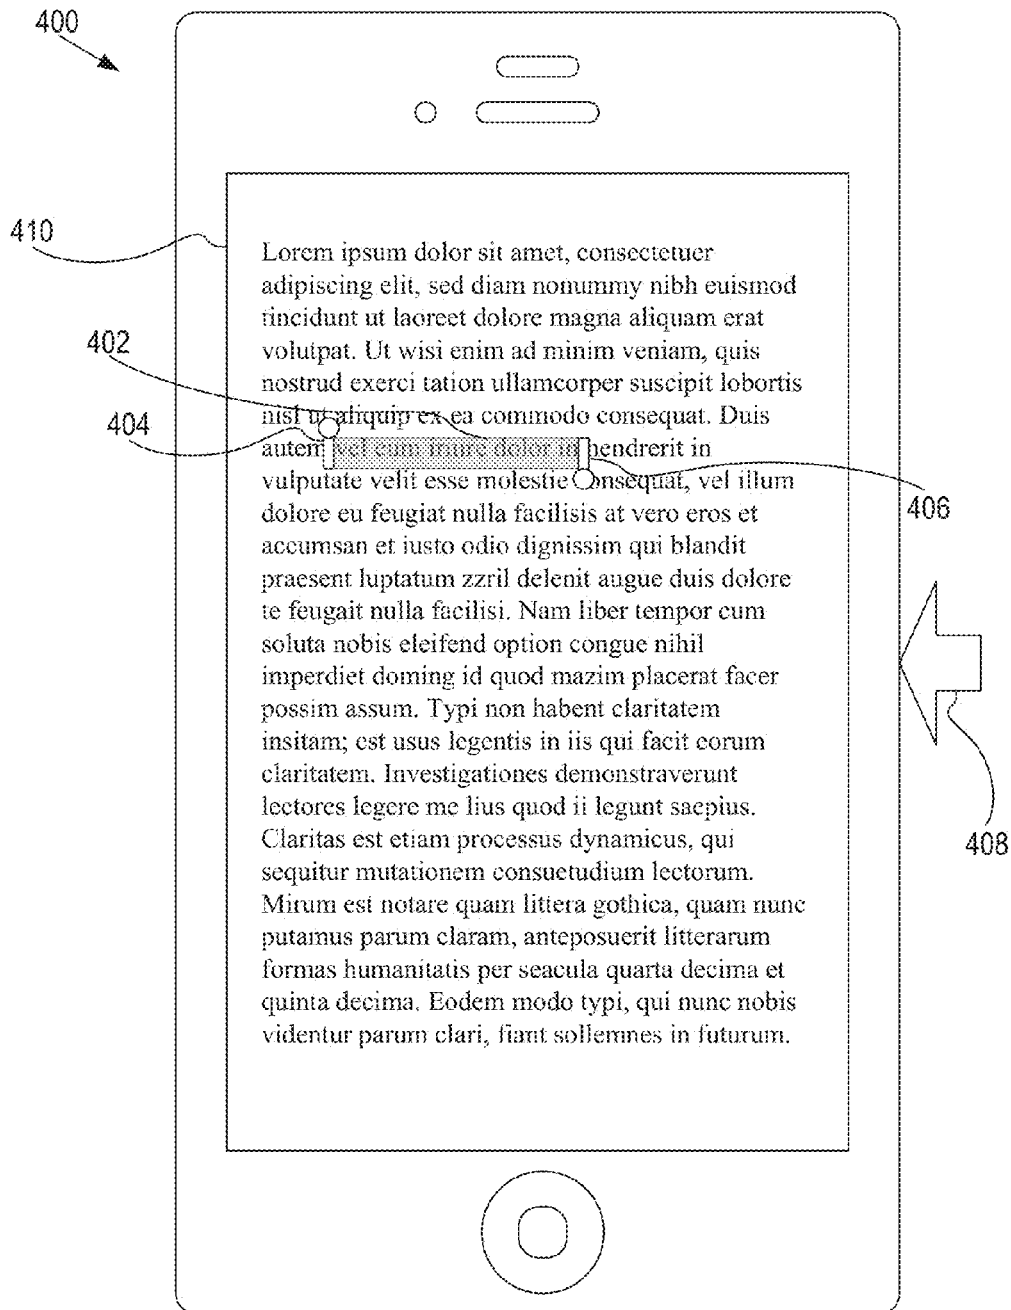 400
410
Lorem ipsum dolor sit amet, consectetuer
adipiscing elit, sed diam nonummy nibh euismod
tincidunt ut laoreet dolore magna aliquam erat
402
volutpat. Ut wisi enim ad minim veniam, quis
nostrud exerci tation ullamcorper suscipit lobortis
nisl ut aliquip ex ea commodo consequat. Duis
404
autem vel eum iriure dolor in hendrerit in
vulputate velit esse molestie consequat, vel illum
406
dolore eu feugiat nulla facilisis at vero eros et
accumsan et iusto odio dignissim qui blandit
praesent luptatum zzril delenit augue duis dolore
te feugait nulla facilisi. Nam liber tempor cum
soluta nobis eleifend option congue nihil
imperdiet doming id quod mazim placerat facer
possim assum. Typi non habent claritatem
insitam; est usus legentis in iis qui facit eorum
claritatem. Investigationes demonstraverunt
lectores legere me lius quod ii legunt saepius.
Claritas est etiam processus dynamicus, qui
408
sequitur mutationem consuetudium lectorum.
Mirum est notare quam littera gothica, quam nunc
putamus parum claram, anteposuerit litterarum
formas humanitatis per seacula quarta decima et
quinta decima. Eodem modo typi, qui nunc nobis
videntur parum clari, fiant sollemnes in futurum.